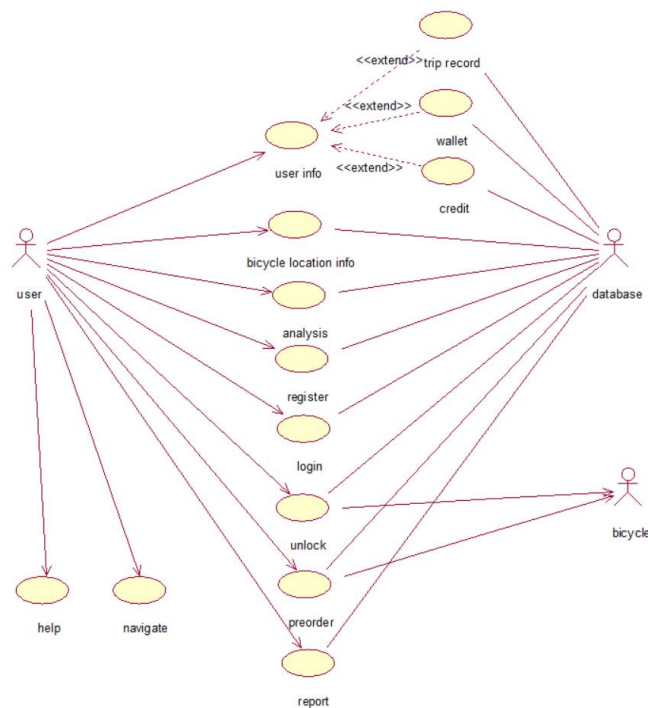 trip record
<<extend>>
<<extend>>
wallet
<<extend>>
user info
credit
bicycle location info
user
database
analysis
register
login
bicycle
unlock
help
navigate
preorder
report